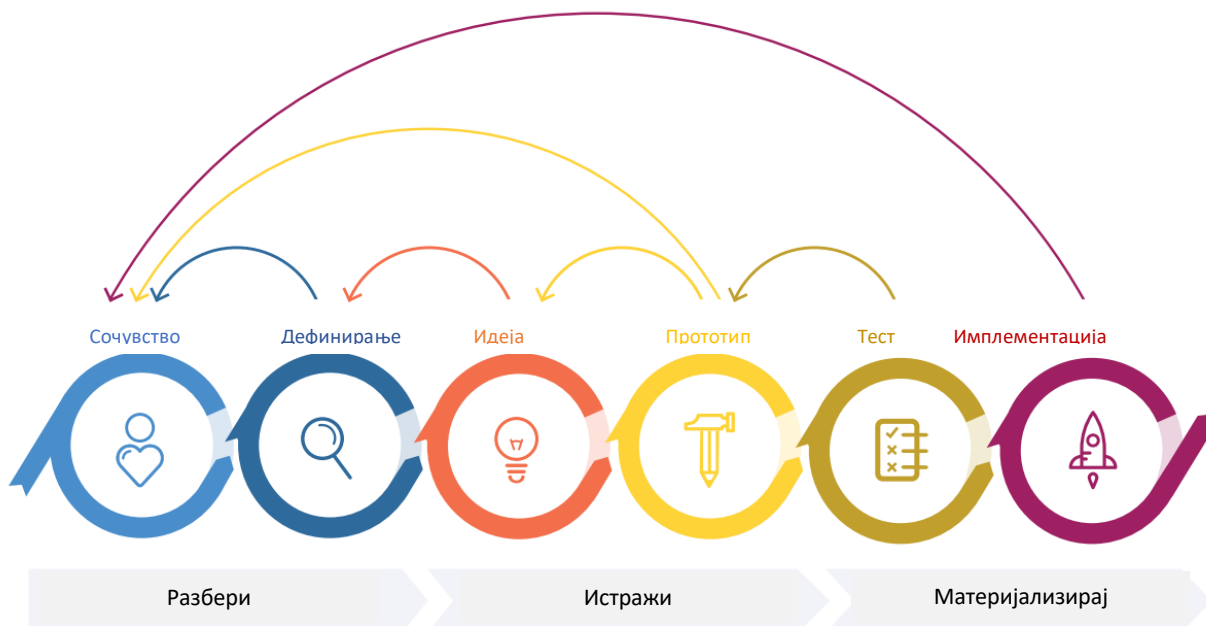 Сочувство
Дефинирање
Идеја
Прототип
Тест
Имплементација
Разбери
Истражи
Материјализирај